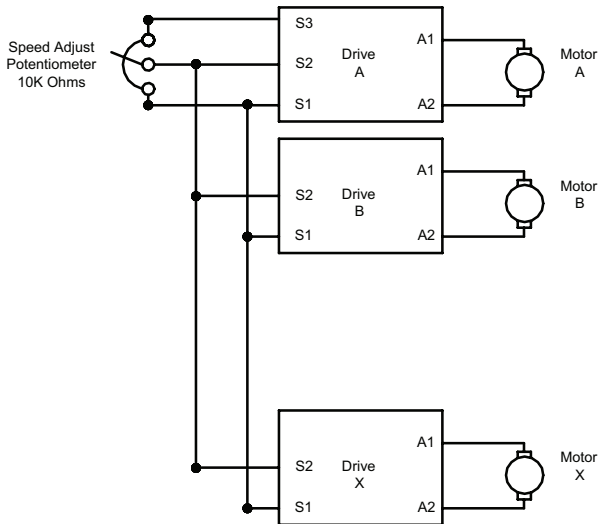 Speed Adjust
Potentiometer
10K Ohms
S3
S2
S1
Drive
A
A1
A2
Motor
A
S2
S1
Drive
B
A1
A2
Motor
B
S2
S1
Drive
X
A1
A2
Motor
X